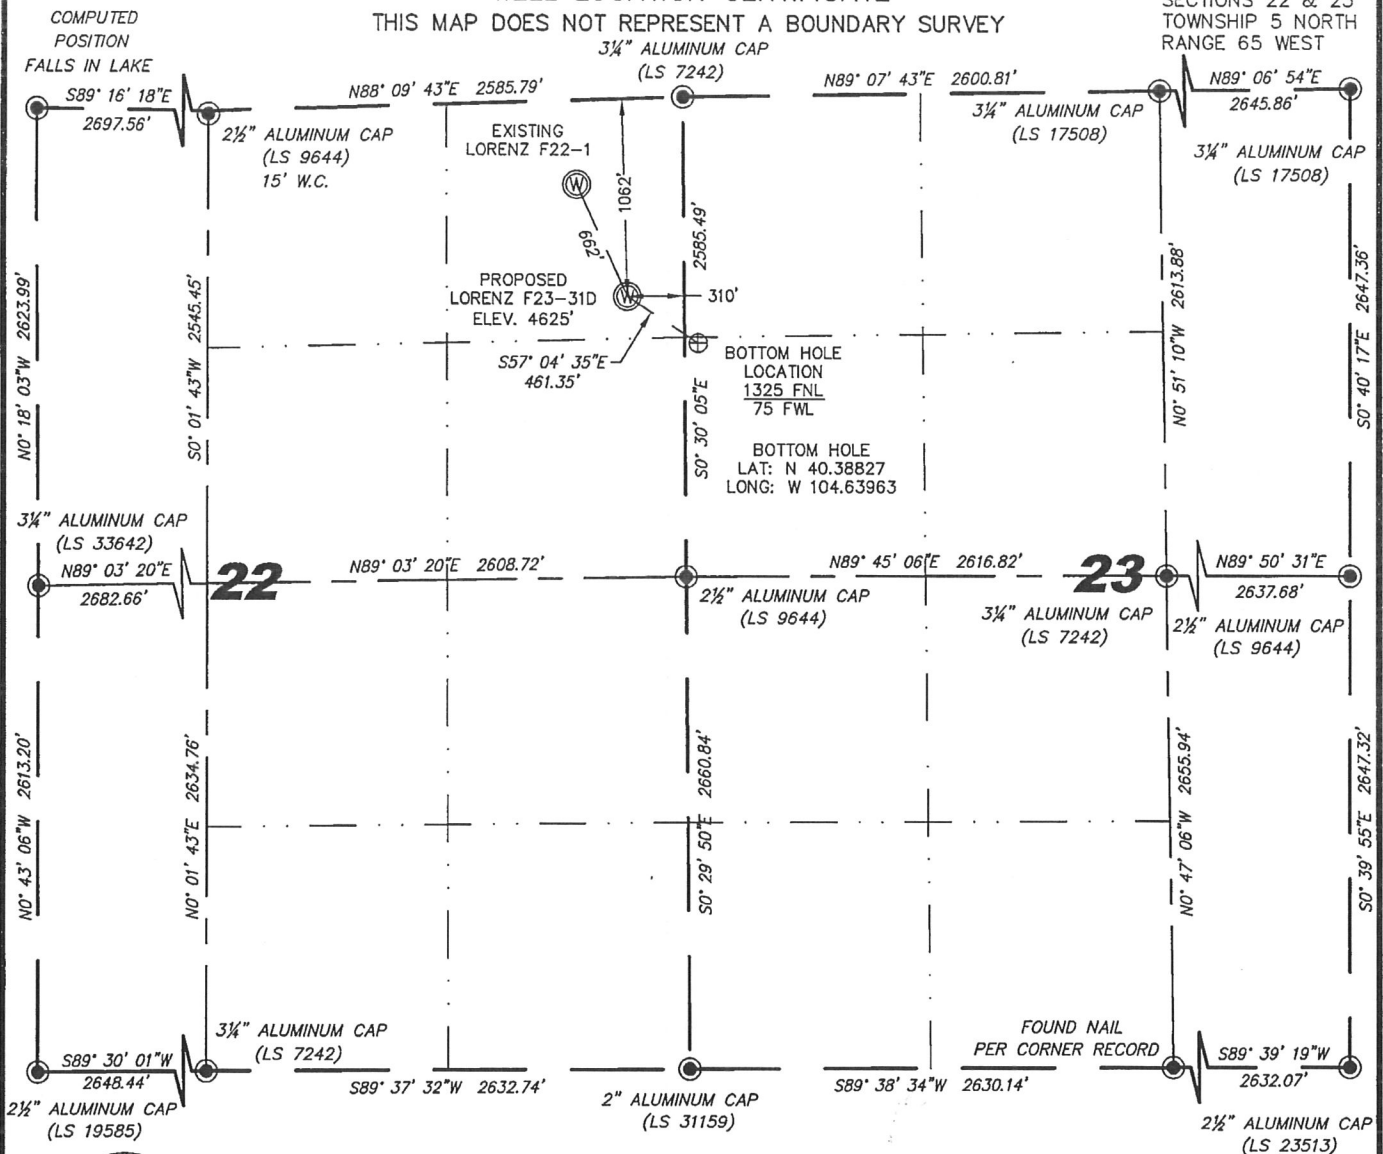 THIS MAP DOES NOT REPRESENT A BOUNDARY SURVEY
SECTIONS 22 & 23
TOWNSHIP 5 NORTH
RANGE 65 WEST
COMPUTED
POSITION
FALLS IN LAKE
S89° 16' 18"E
2697.56'
2½" ALUMINUM CAP
(LS 9644)
15' W.C.
N88° 09' 43"E 2585.79'
3¼" ALUMINUM CAP
(LS 7242)
N89° 07' 43"E 2600.81'
3¼" ALUMINUM CAP
(LS 17508)
N89° 06' 54"E
2645.86'
3¼" ALUMINUM CAP
(LS 17508)
EXISTING
LORENZ F22-1
W
1062'
662'
2585.49'
PROPOSED
LORENZ F23-31D
ELEV. 4625'
W
310'
S57° 04' 35"E
461.35'
BOTTOM HOLE
LOCATION
1325 FNL
75 FWL
BOTTOM HOLE
LAT: N 40.38827
LONG: W 104.63963
N0° 18' 03"W 2623.99'
S0° 01' 43"W 2545.45'
S0° 30' 05"E
N0° 51' 10"W 2613.88'
S0° 40' 17"E 2647.36'
3¼" ALUMINUM CAP
(LS 33642)
N89° 03' 20"E
2682.66'
22
N89° 03' 20"E 2608.72'
2½" ALUMINUM CAP
(LS 9644)
N89° 45' 06"E 2616.82'
23
3¼" ALUMINUM CAP
(LS 7242)
N89° 50' 31"E
2637.68'
2½" ALUMINUM CAP
(LS 9644)
N0° 43' 06"W 2613.20'
N0° 01' 43"E 2634.76'
S0° 29' 50"E 2660.84'
N0° 47' 06"W 2655.94'
S0° 39' 55"E 2647.32'
3¼" ALUMINUM CAP
(LS 7242)
S89° 30' 01"W
2648.44'
2½" ALUMINUM CAP
(LS 19585)
S89° 37' 32"W 2632.74'
2" ALUMINUM CAP
(LS 31159)
S89° 38' 34"W 2630.14'
FOUND NAIL
PER CORNER RECORD
S89° 39' 19"W
2632.07'
2½" ALUMINUM CAP
(LS 23513)